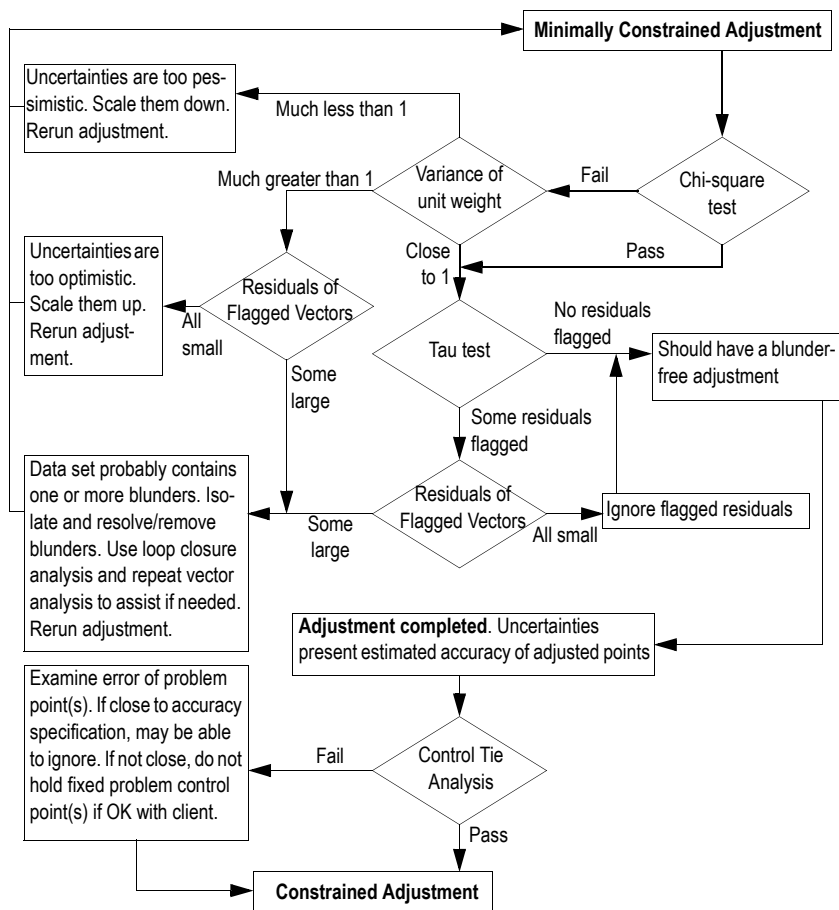 Minimally Constrained Adjustment
Uncertainties are too pes-
simistic. Scale them down.
Rerun adjustment.
Much less than 1
Much greater than 1
Variance of
unit weight
Fail
Chi-square
test
Uncertainties are
too optimistic.
Scale them up.
Rerun adjust-
ment.
All
small
Residuals of
Flagged Vectors
Close
to 1
Pass
No residuals
flagged
Tau test
Should have a blunder-
free adjustment
Some
large
Some residuals
flagged
Data set probably contains
one or more blunders. Iso-
late and resolve/remove
blunders. Use loop closure
analysis and repeat vector
analysis to assist if needed.
Rerun adjustment.
Some
large
Residuals of
Flagged Vectors
All small
Ignore flagged residuals
Adjustment completed. Uncertainties
present estimated accuracy of adjusted points
Examine error of problem
point(s). If close to accuracy
specification, may be able
to ignore. If not close, do not
hold fixed problem control
point(s) if OK with client.
Fail
Control Tie
Analysis
Pass
Constrained Adjustment